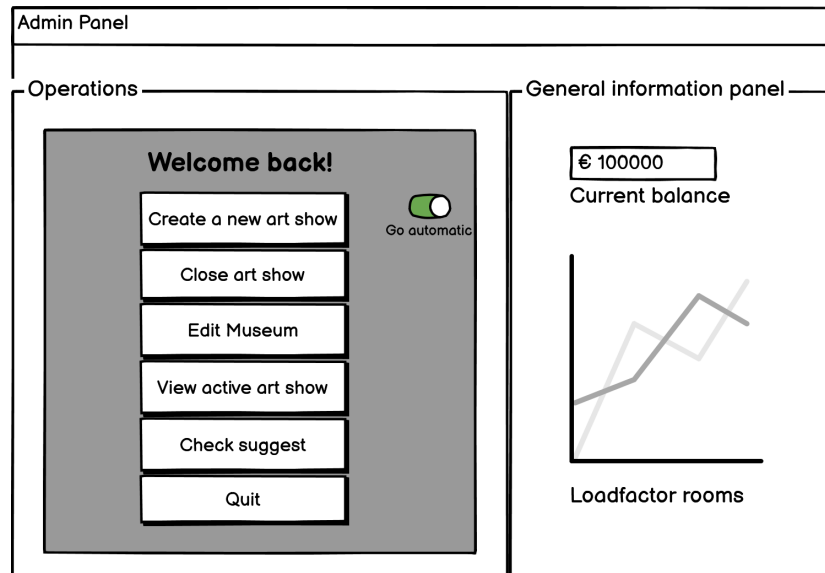 Admin Panel
Operations
Welcome back!
Create a new art show
Go automatic
Close art show
Edit Museum
View active art show
Check suggest
Quit
General information panel
€ 100000
Current balance
Loadfactor rooms